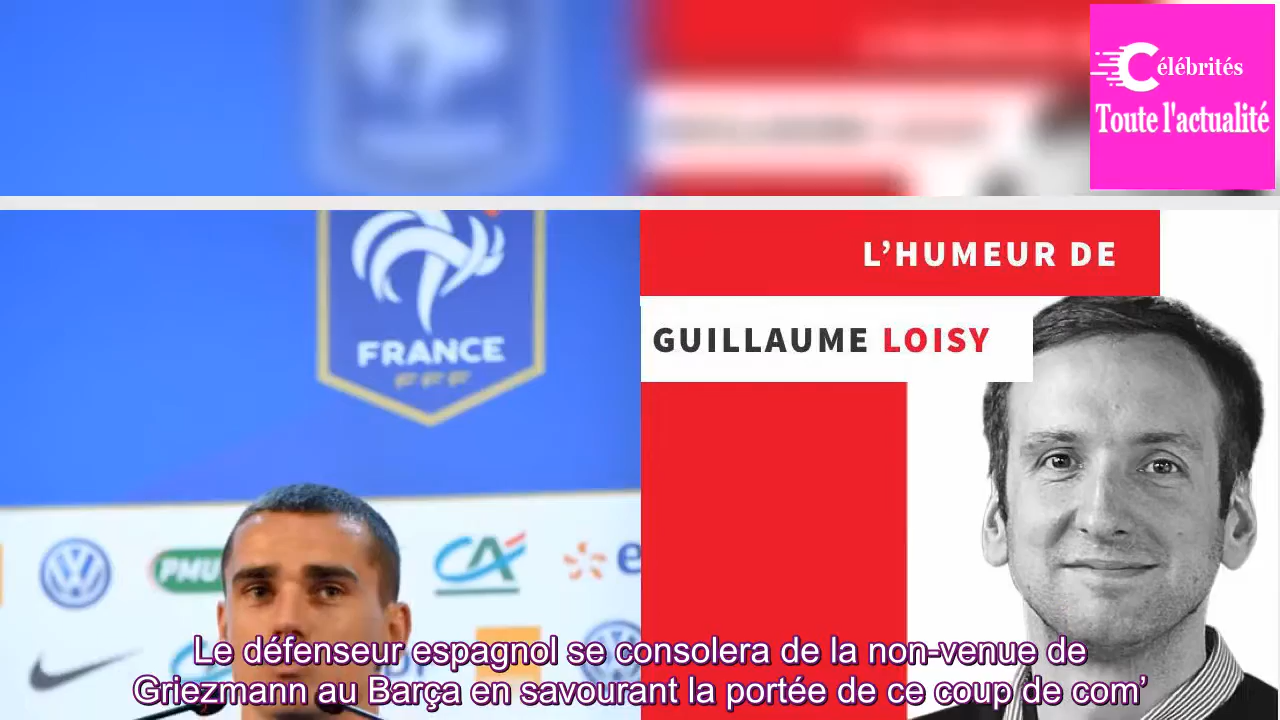 Célébrités
Toute l'actualité
FRANCE
FFF
L’HUMEUR DE
GUILLAUME LOISY
PMU
CA
Le défenseur espagnol se consolera de la non-venue de
Griezmann au Barça en savourant la portée de ce coup de com’